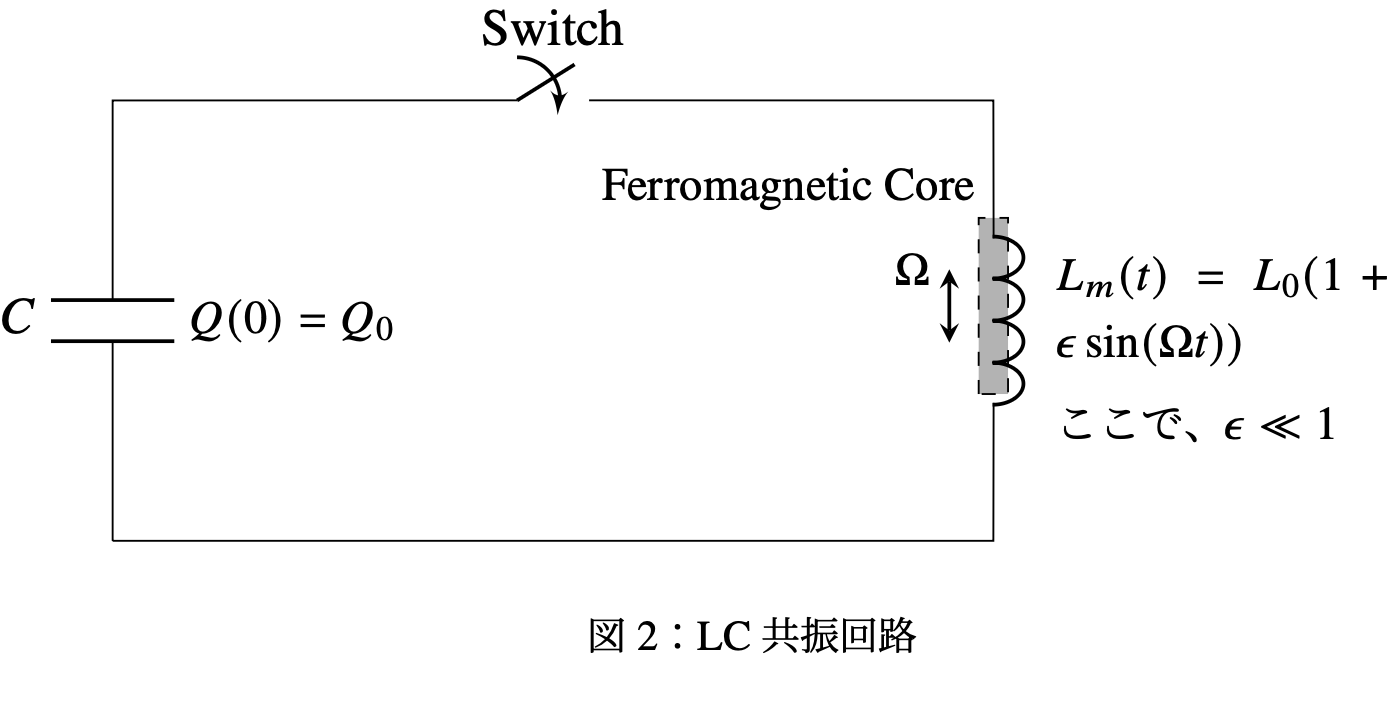 Switch
Ferromagnetic Core
Ω
L_m(t) = L_0(1 +
ϵ sin(Ωt))
ここで、ϵ ≪ 1
C
Q(0) = Q_0
図 2：LC 共振回路